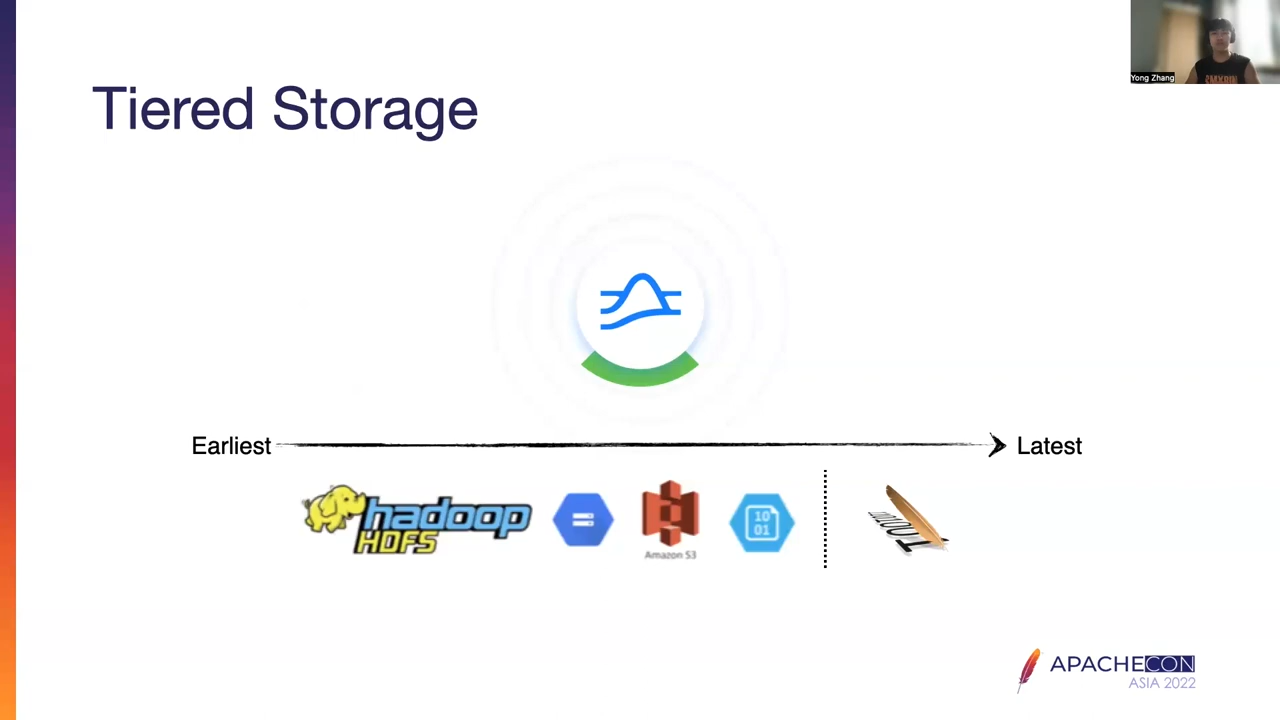 Yong Zhang
Tiered Storage
Earliest
Latest
hadoop
HDFS
10
01
Amazon S3
APACHECON
ASIA 2022